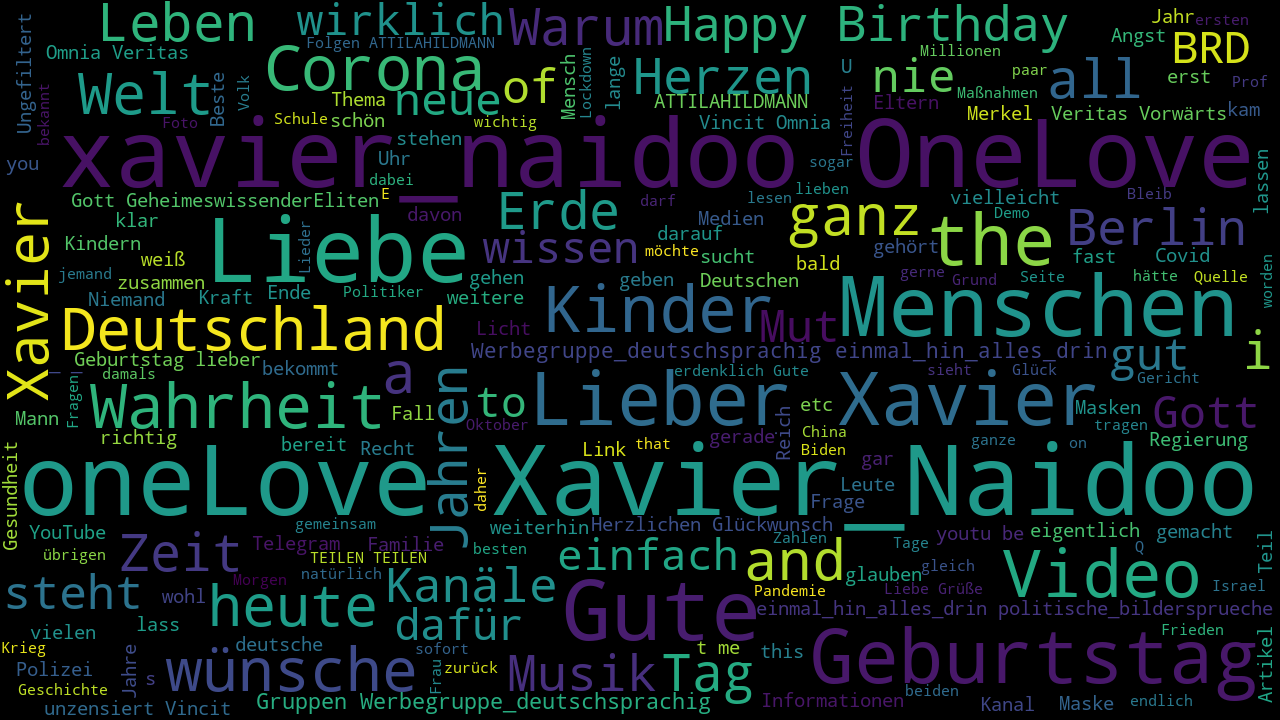 Leben
wirklich
Warum
Happy Birthday
Jahr
ersten
Ungefiltert
Omnia Veritas
Folgen ATTILAHILDMANN
Millionen
Angst
BRD
Corona
of
Mensch
Lockdown
lange
Herzen
U
nie
paar
all
erst
Prof
bekannt
Welt
Beste
Volk
Thema
neue
ATTILAHILDMANN
Maßnahmen
Eltern
Merkel
Veritas Vorwärts
kam
Foto
Schule
schön
wichtig
Vincit Omnia
Freiheit
stehen
you
xavier_naidoo
OneLove
Uhr
dabei
sogar
E
Gott GeheimeswissenderEliten
davon
Erde
darf
lesen
lieben
vielleicht
Bleib
lassen
klar
Medien
ganz
Demo
Berlin
Xavier
Kindern
Liebe
Lieder
wissen
darauf
möchte
sucht
gehört
the
fast
Covid
weiß
jemand
zusammen
gehen
geben
Deutschen
bald
gerne
Grund
Seite
hätte
Quelle
worden
Niemand
Kraft
Ende
Politiker
weitere
Kinder
Menschen
Deutschland
Licht
Mut
i
Geburtstag lieber
Werbegruppe_deutschsprachig einmal_hin_alles_drin
gut
damals
bekommt
a
erdenklich Gute
sieht
Glück
Gericht
Fragen
Wahrheit
Jahren
to
Lieber Xavier
Mann
Fall
Oktober
etc
Masken
Gott
richtig
bereit
Recht
Link
that
gerade
Reich
China
Biden
tragen
ganze
on
Regierung
Gesundheit
oneLove
daher
Xavier_Naidoo
gar
Leute
Frage
YouTube
gemeinsam
weiterhin
Herzlichen Glückwunsch
youtu be
eigentlich
gemacht
Teil
übrigen
Zeit
Telegram
Familie
TEILEN TEILEN
besten
einfach
Zahlen
and
Tage
Q
Morgen
natürlich
Kanäle
glauben
gleich
Video
Israel
steht
wohl
heute
Pandemie
Liebe Grüße
dafür
Gute
einmal_hin_alles_drin politische_bildersprueche
vielen
lass
Krieg
deutsche
sofort
t me
this
Geburtstag
Frieden
Artikel
Polizei
Jahre
s
wünsche
Frau
zurück
Musik
Tag
Geschichte
unzensiert Vincit
Gruppen Werbegruppe_deutschsprachig
Informationen
beiden
Kanal
Maske
endlich